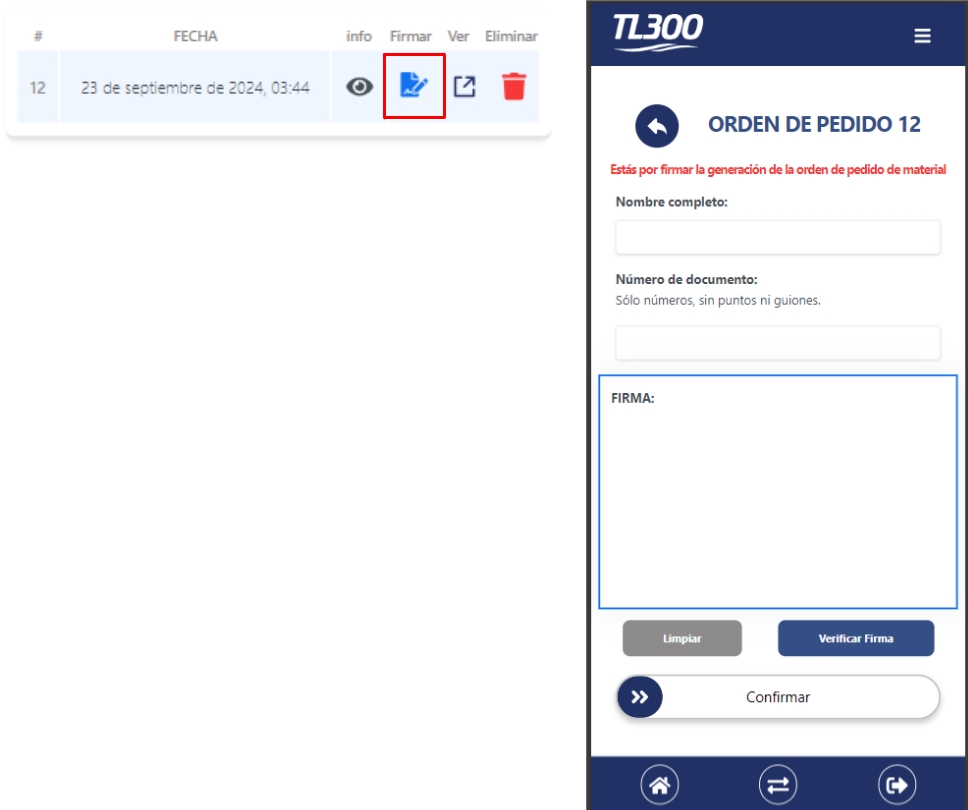 # FECHA info Firmar Ver Eliminar
12 23 de septiembre de 2024, 03:44
TL300
ORDEN DE PEDIDO 12
Estás por firmar la generación de la orden de pedido de material
Nombre completo:
Número de documento:
Sólo números, sin puntos ni guiones.
FIRMA:
Limpiar Verificar Firma
Confirmar